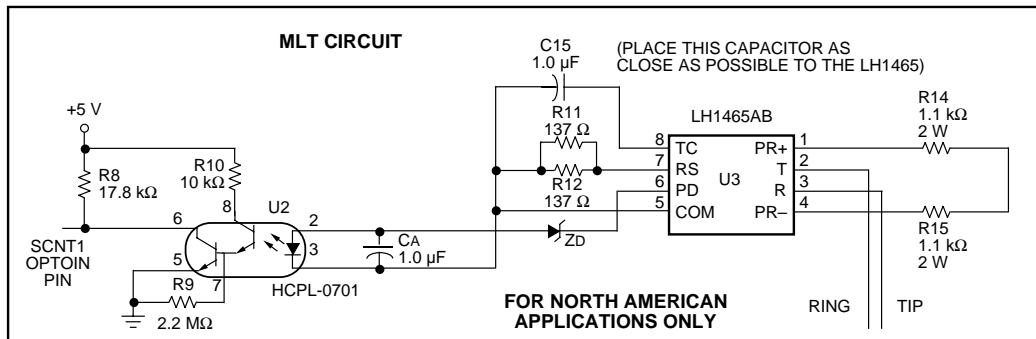 MLT CIRCUIT
C15
1.0 µF
(PLACE THIS CAPACITOR AS
CLOSE AS POSSIBLE TO THE LH1465)
+5 V
R8
17.8 kΩ
R10
10 kΩ
R11
137 Ω
R12
137 Ω
LH1465AB
8 TC PR+ 1
7 RS T 2
U3
6 PD R 3
5 COM PR– 4
R14
1.1 kΩ
2 W
R15
1.1 kΩ
2 W
8 U2
6 2
3
5
7
SCNT1
OPTOIN
PIN
R9
2.2 MΩ
HCPL-0701
CA
1.0 µF
ZD
FOR NORTH AMERICAN
APPLICATIONS ONLY
RING TIP